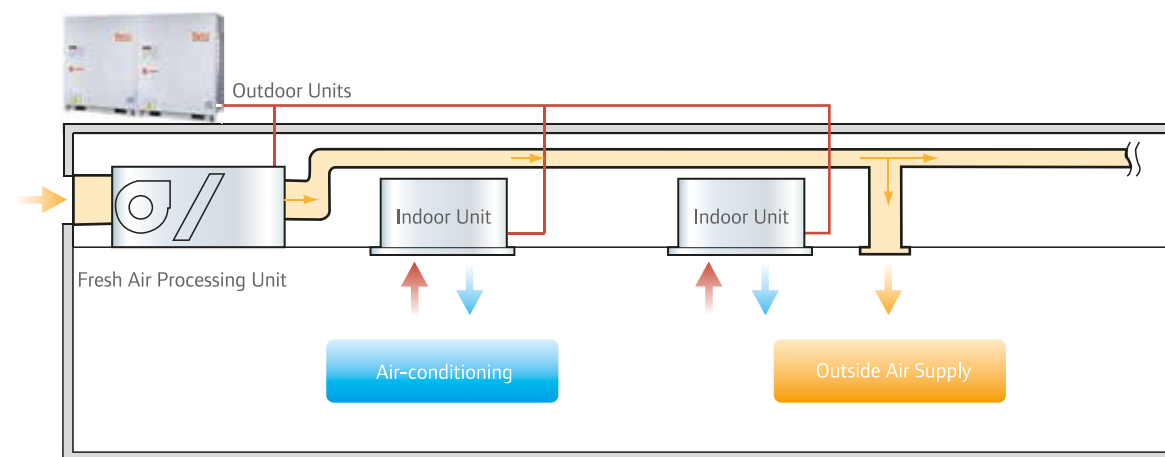 Outdoor Units
Indoor Unit
Indoor Unit
Fresh Air Processing Unit
Air-conditioning
Outside Air Supply